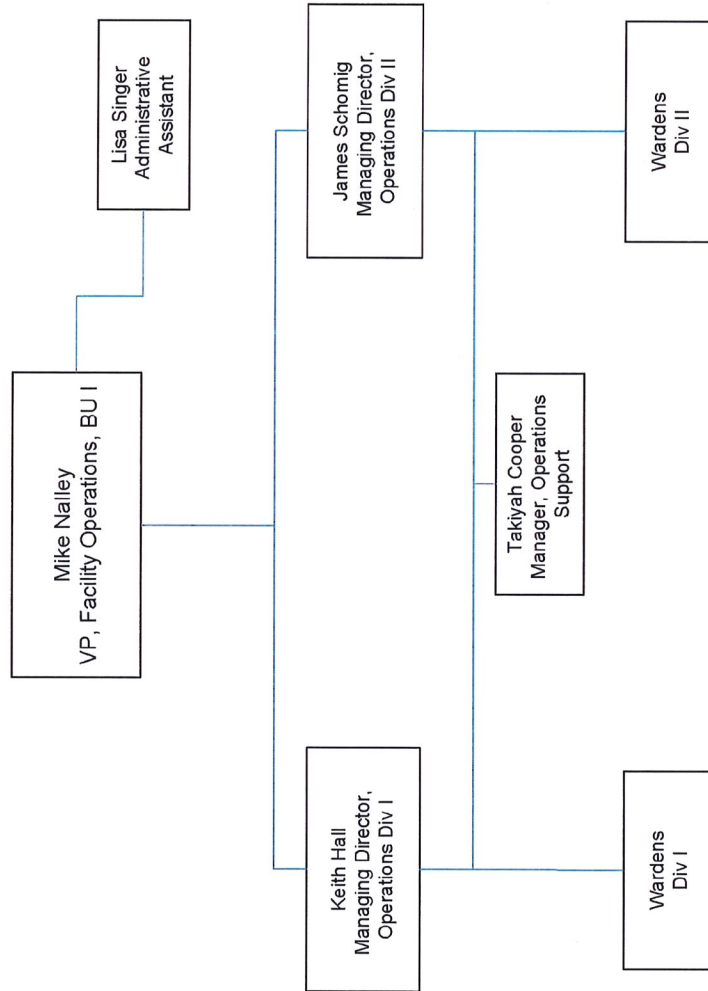 Mike Nalley
VP, Facility Operations, BU I
Lisa Singer
Administrative
Assistant
Keith Hall
Managing Director,
Operations Div I
James Schomig
Managing Director,
Operations Div II
Takiyah Cooper
Manager, Operations
Support
Wardens
Div I
Wardens
Div II